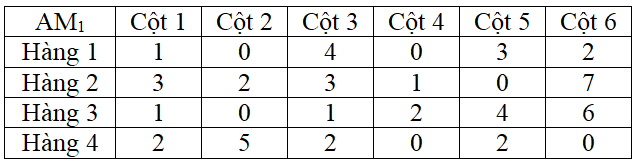 AM₁ Cột 1 Cột 2 Cột 3 Cột 4 Cột 5 Cột 6
Hàng 1 1 0 4 0 3 2
Hàng 2 3 2 3 1 0 7
Hàng 3 1 0 1 2 4 6
Hàng 4 2 5 2 0 2 0